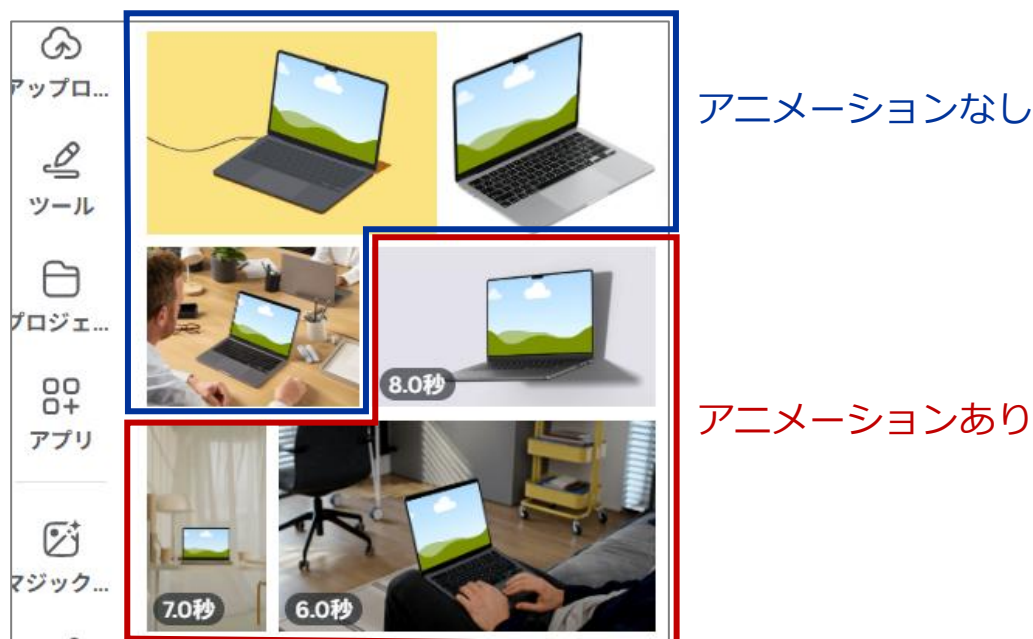 アップロ...
ツール
プロジェ...
アプリ
マジック...
アニメーションなし
8.0秒
アニメーションあり
7.0秒
6.0秒